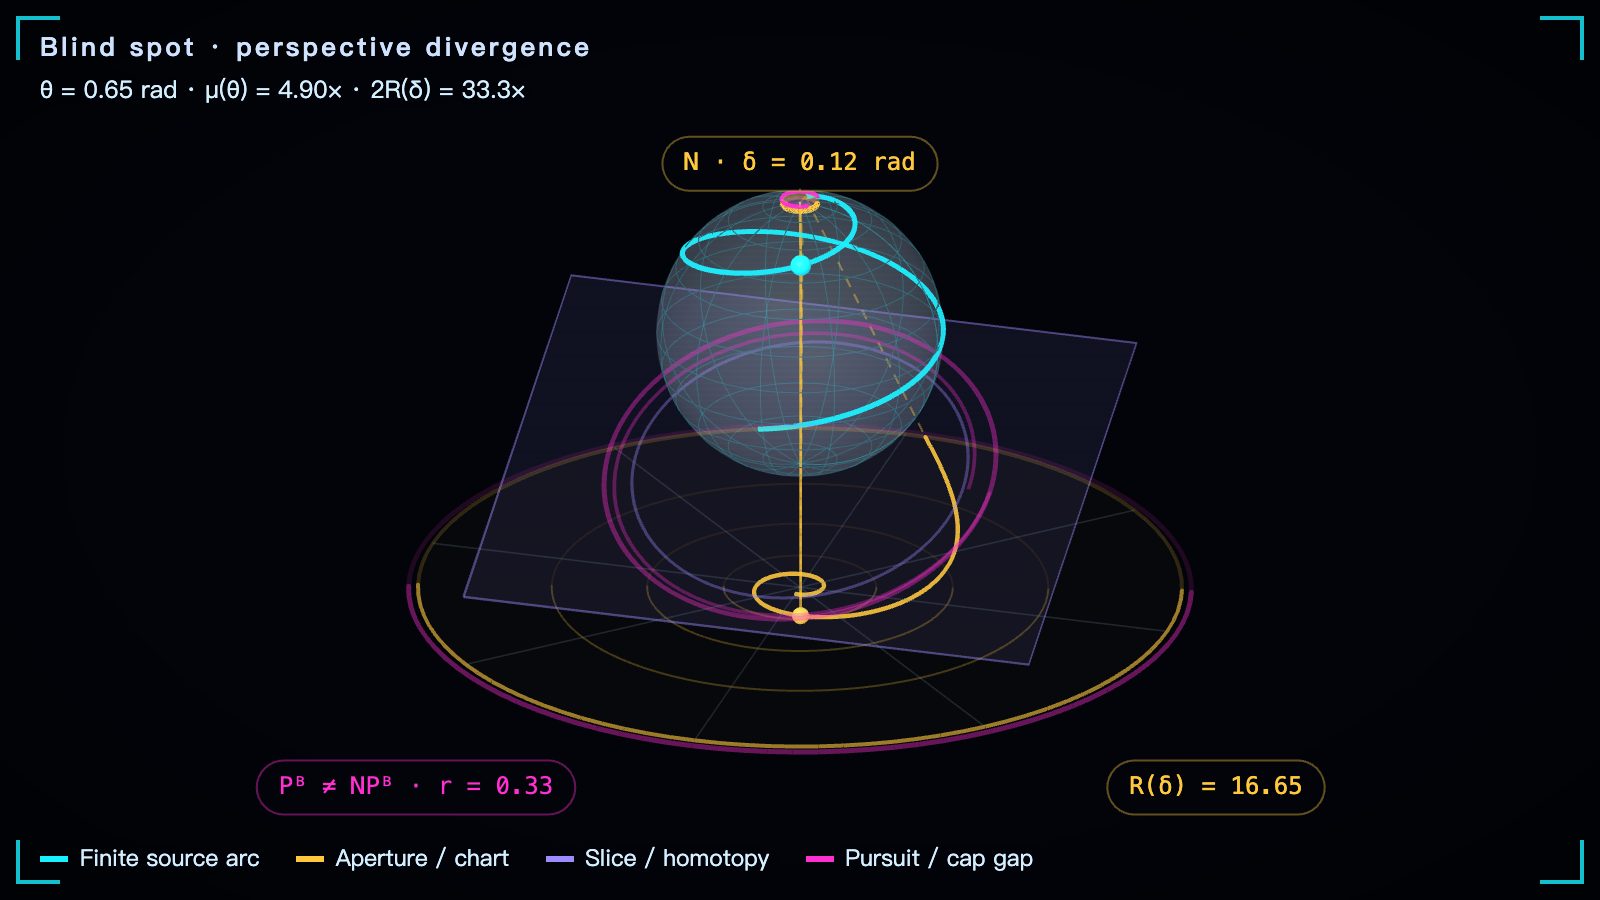 Blind spot · perspective divergence
θ = 0.65 rad · μ(θ) = 4.90× · 2R(δ) = 33.3×
N · δ = 0.12 rad
Pᴮ ≠ NPᴮ · r = 0.33
R(δ) = 16.65
Finite source arc
Aperture / chart
Slice / homotopy
Pursuit / cap gap